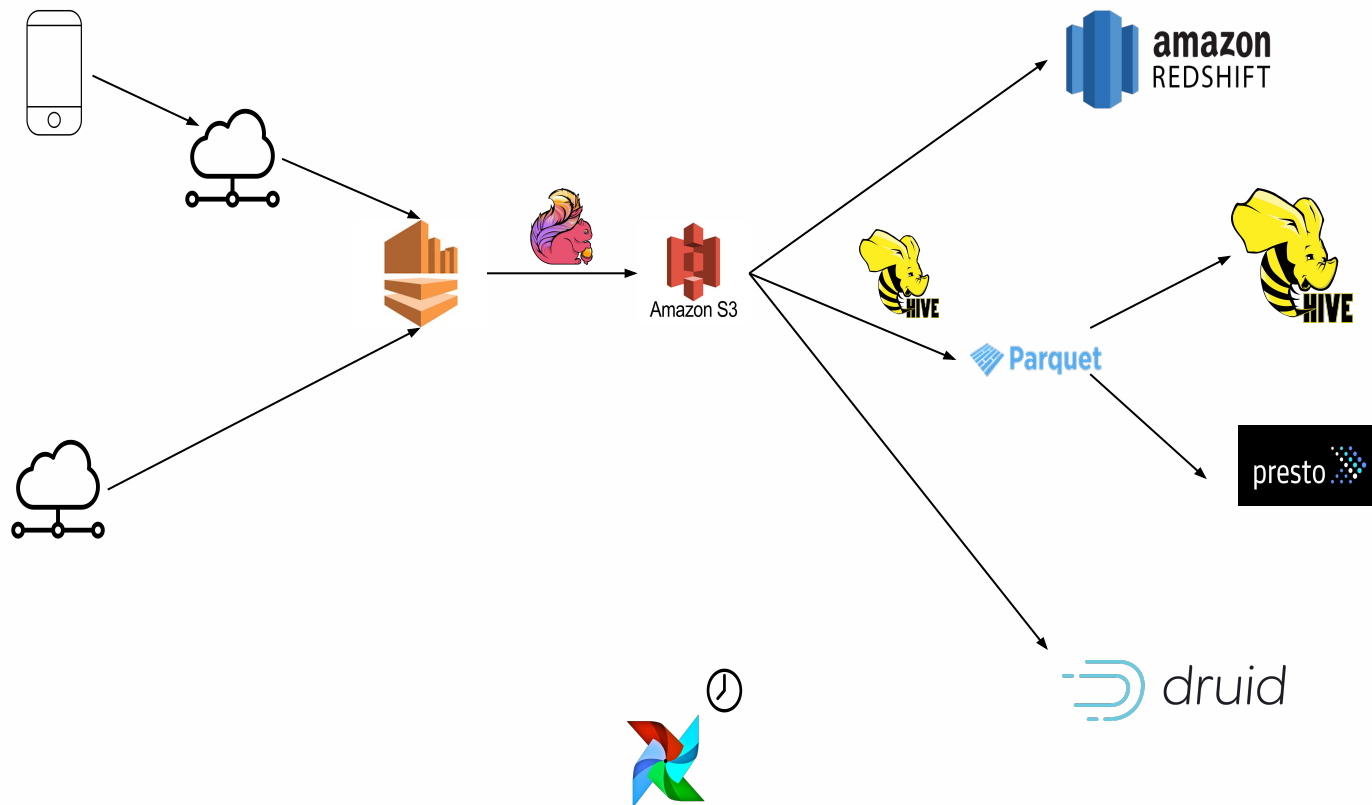 amazon
REDSHIFT
Amazon S3
HIVE
HIVE
Parquet
presto
druid